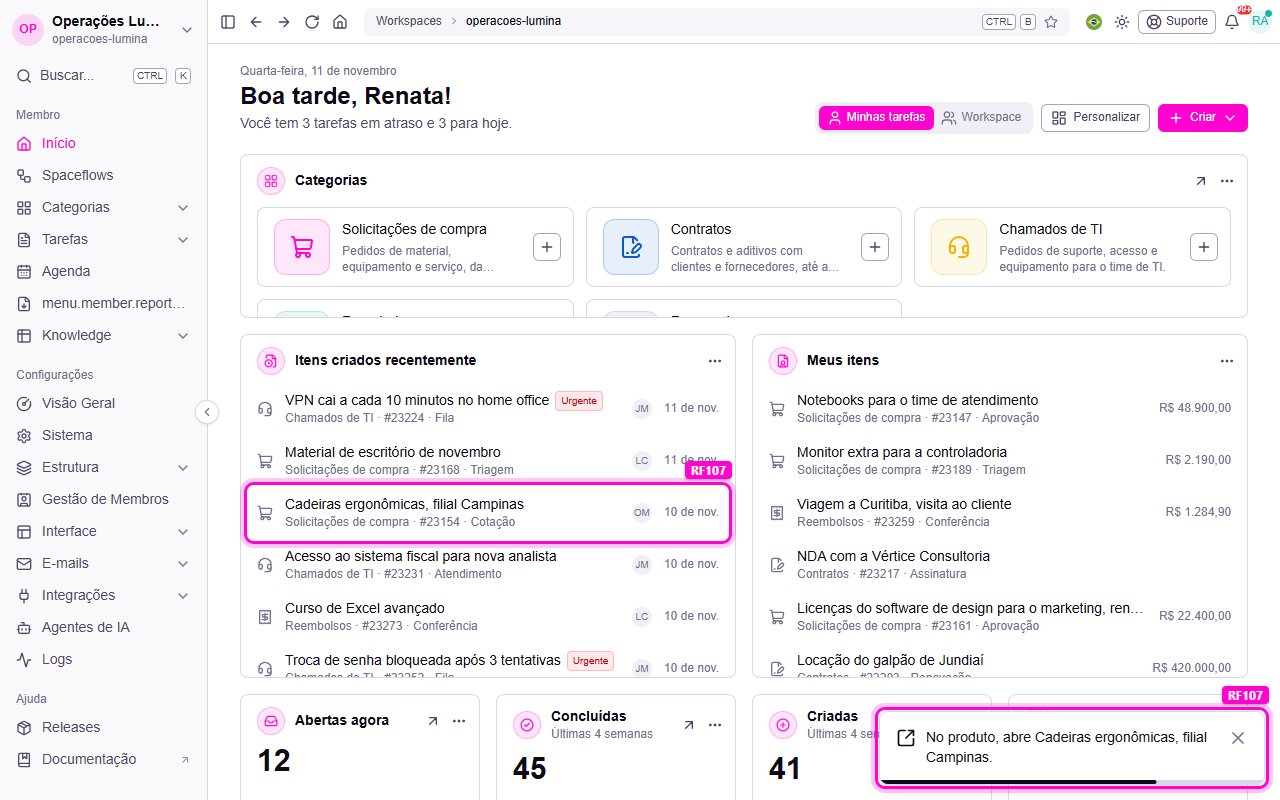 OP
Operações Lu...
operacoes-lumina
Workspaces
operacoes-lumina
CTRL
B
Suporte
99+
RA
Buscar...
CTRL
K
Membro
Início
Spaceflows
Categorias
Tarefas
Agenda
menu.member.report...
Knowledge
Configurações
Visão Geral
Sistema
Estrutura
Gestão de Membros
Interface
E-mails
Integrações
Agentes de IA
Logs
Ajuda
Releases
Documentação
Quarta-feira, 11 de novembro
Boa tarde, Renata!
Você tem 3 tarefas em atraso e 3 para hoje.
Minhas tarefas
Workspace
Personalizar
Criar
Categorias
Solicitações de compra
Pedidos de material,
equipamento e serviço, da...
Contratos
Contratos e aditivos com
clientes e fornecedores, até a...
Chamados de TI
Pedidos de suporte, acesso e
equipamento para o time de TI.
Itens criados recentemente
VPN cai a cada 10 minutos no home office
Urgente
Chamados de TI · #23224 · Fila
JM
11 de nov.
Material de escritório de novembro
Solicitações de compra · #23168 · Triagem
LC
11 de nov.
RF107
Cadeiras ergonômicas, filial Campinas
Solicitações de compra · #23154 · Cotação
OM
10 de nov.
Acesso ao sistema fiscal para nova analista
Chamados de TI · #23231 · Atendimento
JM
10 de nov.
Curso de Excel avançado
Reembolsos · #23273 · Conferência
LC
10 de nov.
Troca de senha bloqueada após 3 tentativas
Urgente
Chamados de TI · #23252 · Fila
JM
10 de nov.
Meus itens
Notebooks para o time de atendimento
Solicitações de compra · #23147 · Aprovação
R$ 48.900,00
Monitor extra para a controladoria
Solicitações de compra · #23189 · Triagem
R$ 2.190,00
Viagem a Curitiba, visita ao cliente
Reembolsos · #23259 · Conferência
R$ 1.284,90
NDA com a Vértice Consultoria
Contratos · #23217 · Assinatura
Licenças do software de design para o marketing, ren...
Solicitações de compra · #23161 · Aprovação
R$ 22.400,00
Locação do galpão de Jundiaí
R$ 420.000,00
Abertas agora
12
Concluídas
Últimas 4 semanas
45
Criadas
Últimas 4
41
RF107
No produto, abre Cadeiras ergonômicas, filial
Campinas.